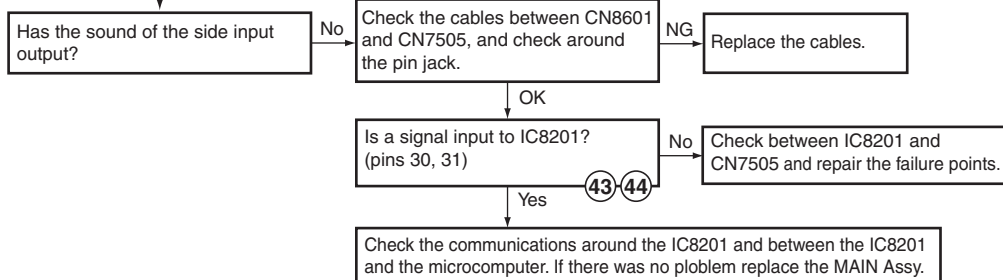 Has the sound of the side input
output?
No
Check the cables between CN8601
and CN7505, and check around
the pin jack.
NG
Replace the cables.
OK
Is a signal input to IC8201?
(pins 30, 31)
No
Check between IC8201 and
CN7505 and repair the failure points.
43 44
Yes
Check the communications around the IC8201 and between the IC8201
and the microcomputer. If there was no ploblem replace the MAIN Assy.